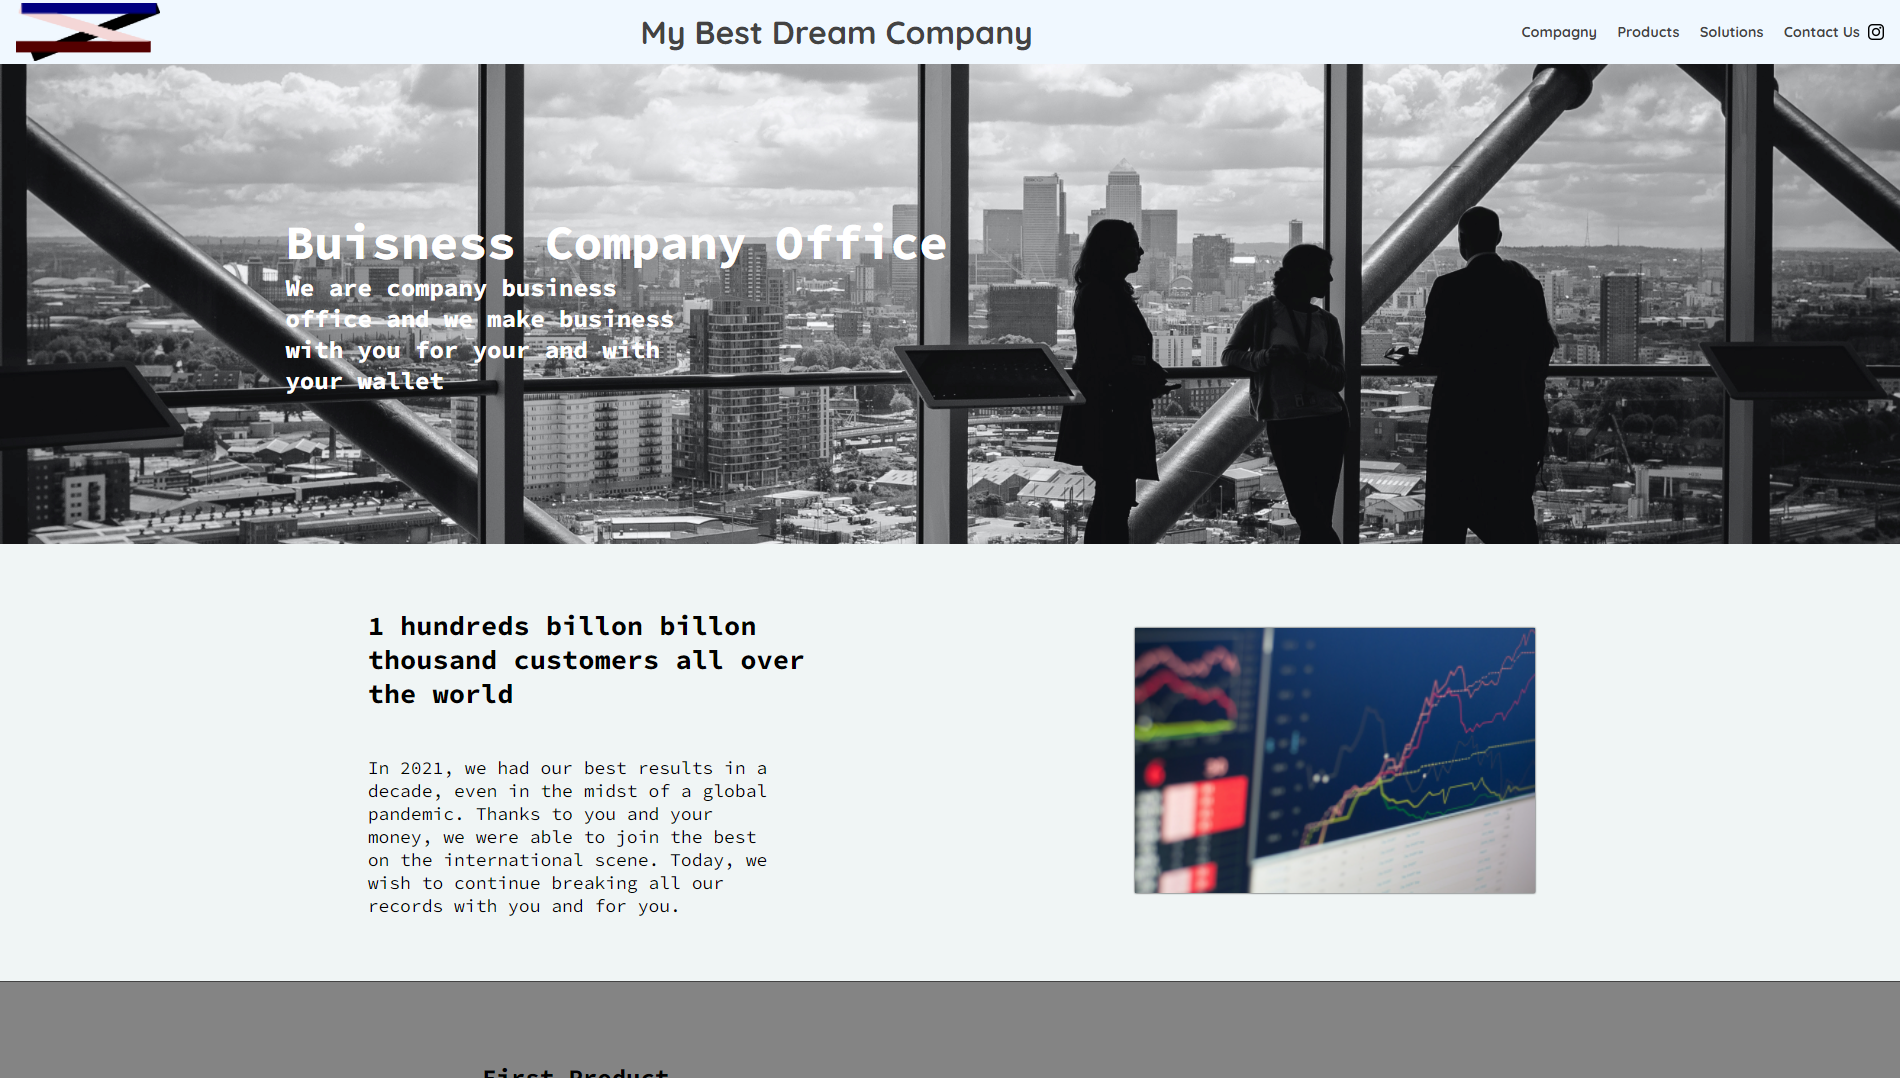 My Best Dream Company
Compagny Products Solutions Contact Us
Buisness Company Office
We are company business
office and we make business
with you for your and with
your wallet
1 hundreds billon billon
thousand customers all over
the world
In 2021, we had our best results in a
decade, even in the midst of a global
pandemic. Thanks to you and your
money, we were able to join the best
on the international scene. Today, we
wish to continue breaking all our
records with you and for you.
First Product